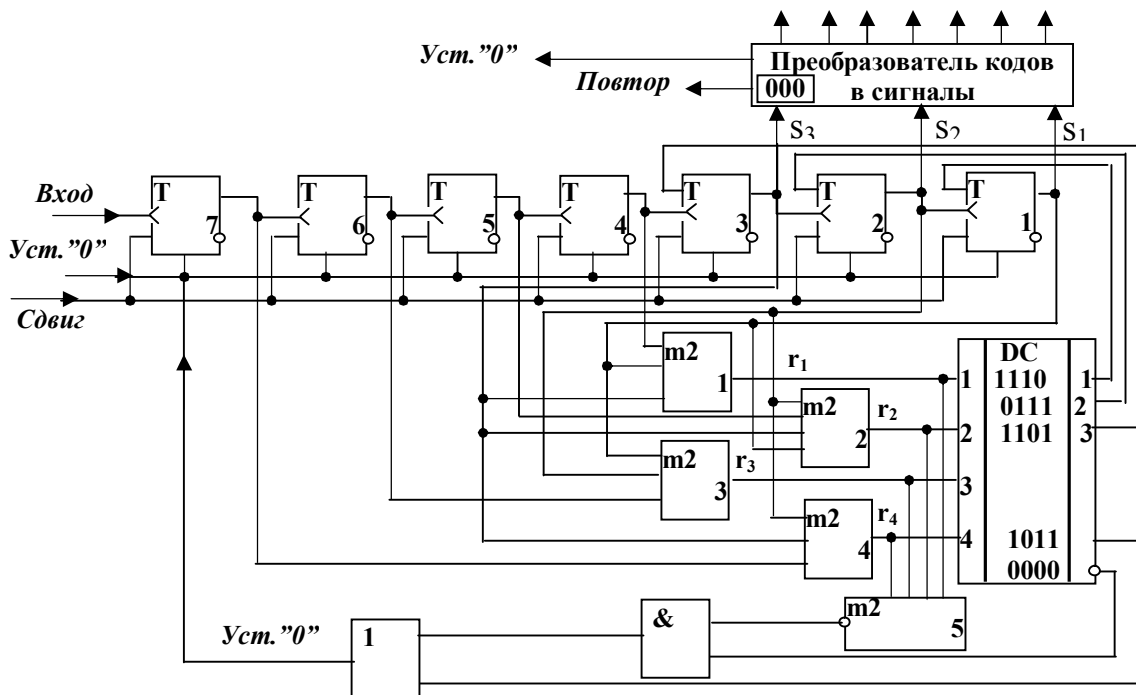 Уст.”0”
Преобразователь кодов
в сигналы
Повтор
000
S3
S2
S1
Вход
T
7
T
6
T
5
T
4
T
3
T
2
T
1
Уст.”0”
Сдвиг
m2
1
r1
m2
2
r2
m2
3
r3
m2
4
r4
DC
1
1110
1
0111
2
2
1101
3
3
4
1011
0000
m2
5
&
Уст.”0”
1